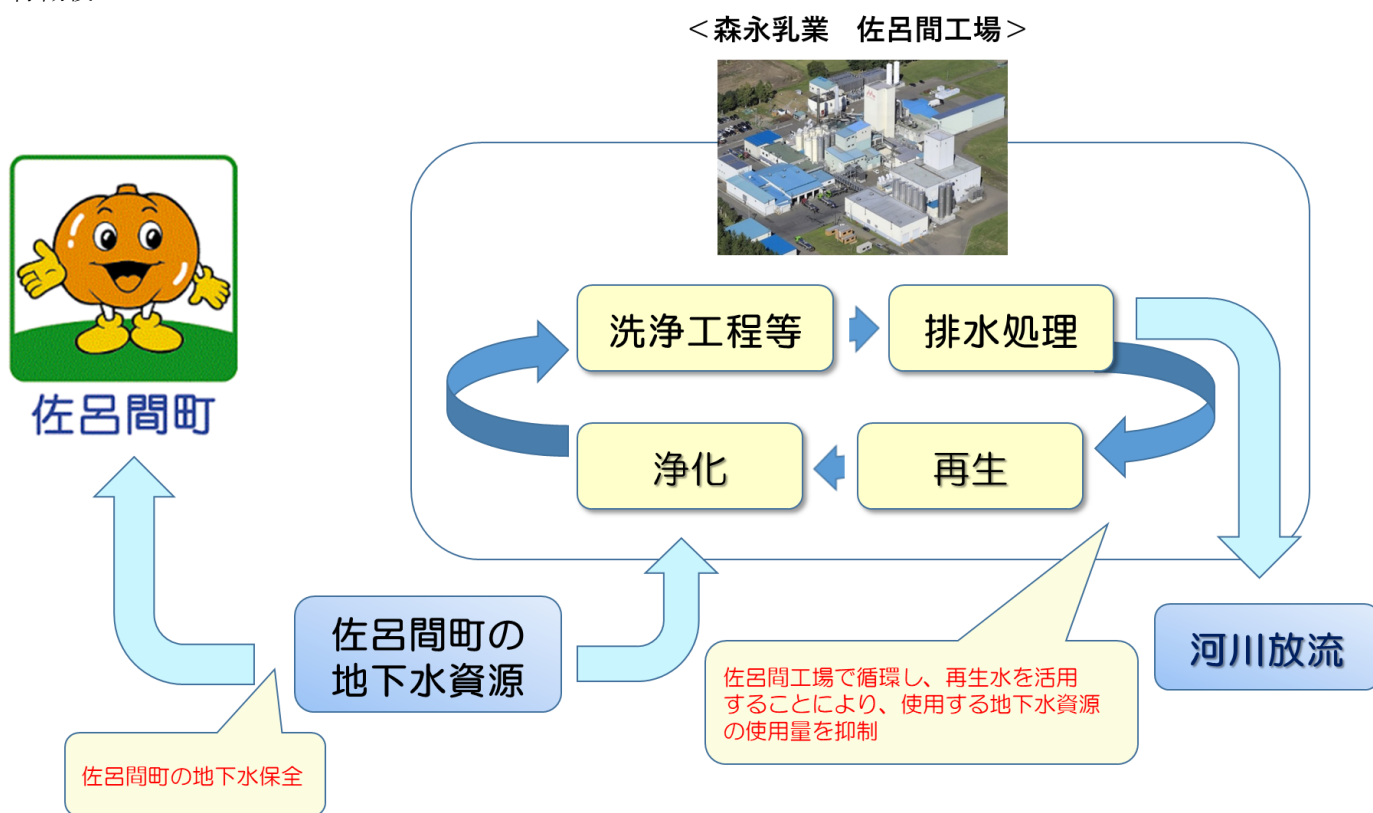 <森永乳業　佐呂間工場>
佐呂間町
洗浄工程等
排水処理
浄化
再生
佐呂間町の
地下水資源
佐呂間工場で循環し、再生水を活用
することにより、使用する地下水資源
の使用量を抑制
河川放流
佐呂間町の地下水保全